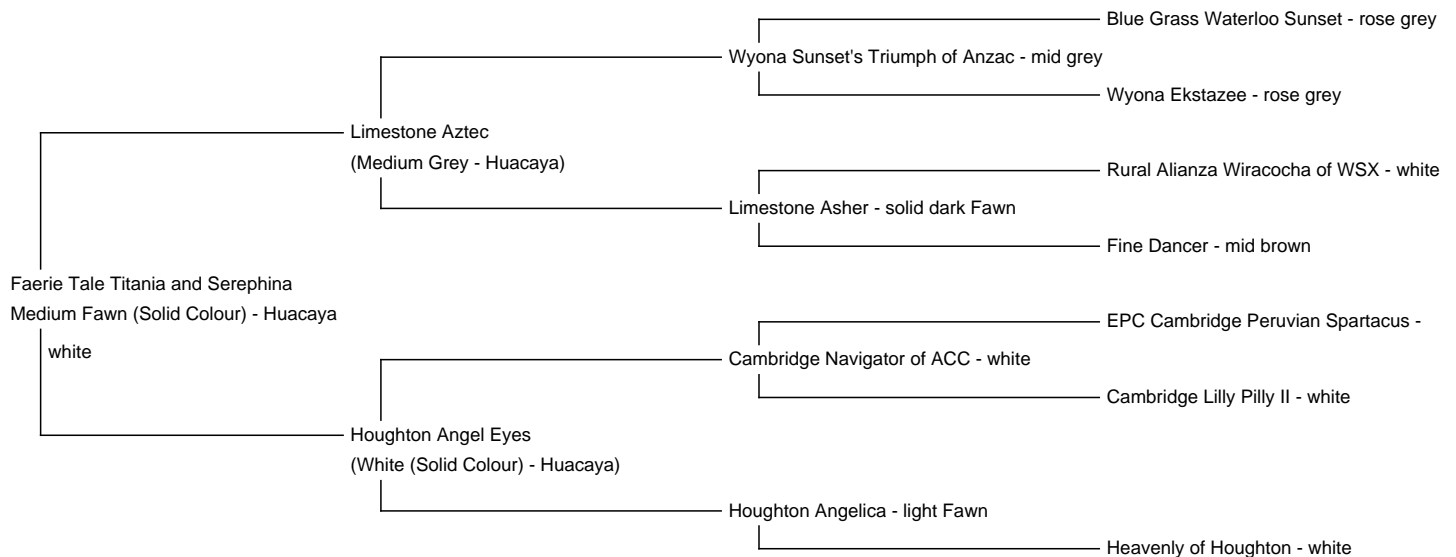 Blue Grass Waterloo Sunset - rose grey
Wyona Sunset's Triumph of Anzac - mid grey
Wyona Ekstazee - rose grey
Limestone Aztec
(Medium Grey - Huacaya)
Rural Alianza Wiracocha of WSX - white
Limestone Asher - solid dark Fawn
Fine Dancer - mid brown
Faerie Tale Titania and Serephina
Medium Fawn (Solid Colour) - Huacaya
white
EPC Cambridge Peruvian Spartacus -
Cambridge Navigator of ACC - white
Cambridge Lilly Pilly II - white
Houghton Angel Eyes
(White (Solid Colour) - Huacaya)
Houghton Angelica - light Fawn
Heavenly of Houghton - white